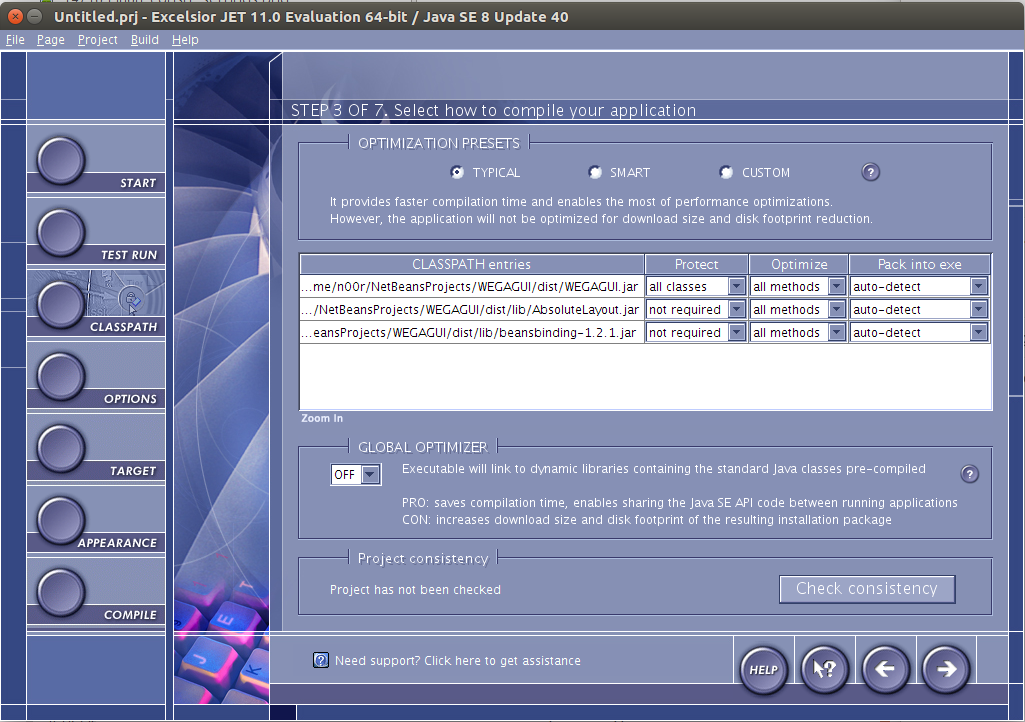 Untitled.prj - Excelsior JET 11.0 Evaluation 64-bit / Java SE 8 Update 40
File Page Project Build Help
STEP 3 OF 7. Select how to compile your application
START
TEST RUN
CLASSPATH
OPTIONS
TARGET
APPEARANCE
COMPILE
OPTIMIZATION PRESETS
TYPICAL SMART CUSTOM ?
It provides faster compilation time and enables the most of performance optimizations.
However, the application will not be optimized for download size and disk footprint reduction.
CLASSPATH entries Protect Optimize Pack into exe
...me/n00r/NetBeansProjects/WEGAGUI/dist/WEGAGUI.jar all classes all methods auto-detect
.../NetBeansProjects/WEGAGUI/dist/lib/AbsoluteLayout.jar not required all methods auto-detect
...eansProjects/WEGAGUI/dist/lib/beansbinding-1.2.1.jar not required all methods auto-detect
Zoom In
GLOBAL OPTIMIZER
OFF Executable will link to dynamic libraries containing the standard Java classes pre-compiled ?
PRO: saves compilation time, enables sharing the Java SE API code between running applications
CON: increases download size and disk footprint of the resulting installation package
Project consistency
Project has not been checked Check consistency
E
J
K
? Need support? Click here to get assistance
HELP ?